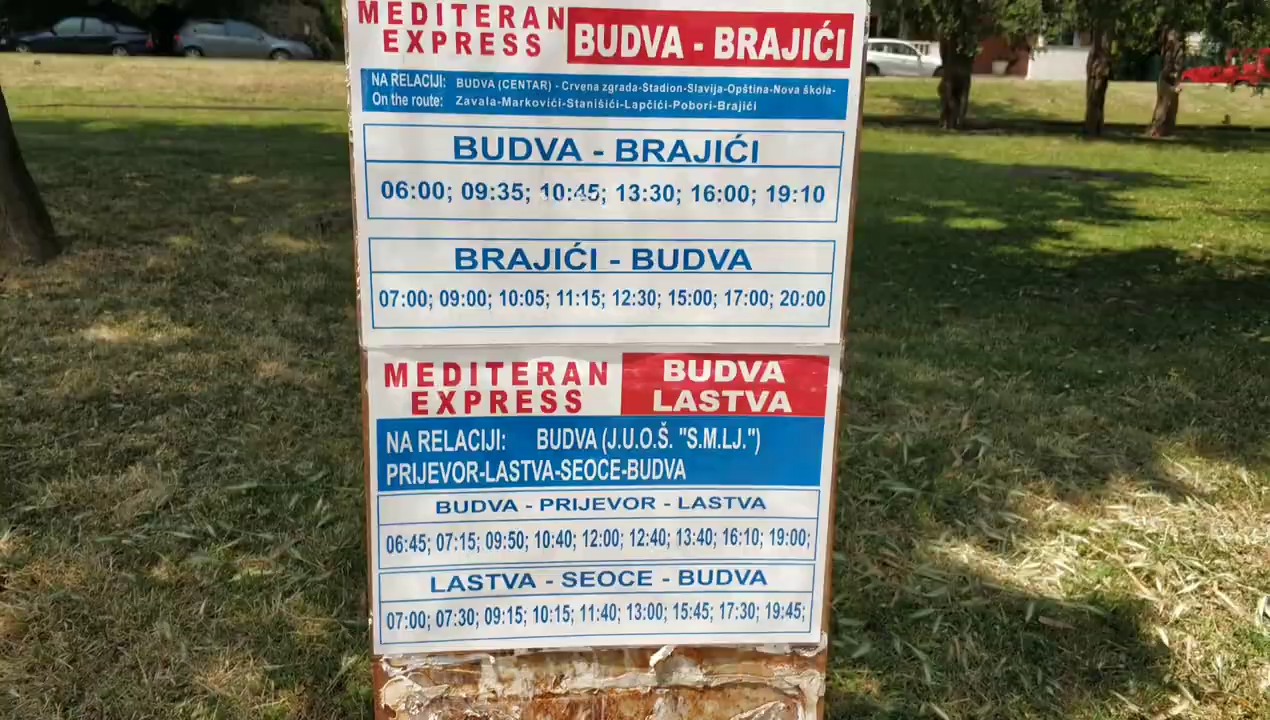 MEDITERAN
EXPRESS
BUDVA - BRAJIĆI
NA RELACIJI: BUDVA (CENTAR) - Crvena zgrada-Stadion-Slavija-Opština-Nova škola-
On the route: Zavala-Markovići-Stanišići-Lapčići-Pobori-Brajići
BUDVA - BRAJIĆI
06:00; 09:35; 10:45; 13:30; 16:00; 19:10
BRAJIĆI - BUDVA
07:00; 09:00; 10:05; 11:15; 12:30; 15:00; 17:00; 20:00
MEDITERAN
EXPRESS
BUDVA
LASTVA
NA RELACIJI: BUDVA (J.U.O.Š. "S.M.LJ.")
PRIJEVOR-LASTVA-SEOCE-BUDVA
BUDVA - PRIJEVOR - LASTVA
06:45; 07:15; 09:50; 10:40; 12:00; 12:40; 13:40; 16:10; 19:00;
LASTVA - SEOCE - BUDVA
07:00; 07:30; 09:15; 10:15; 11:40; 13:00; 15:45; 17:30; 19:45;